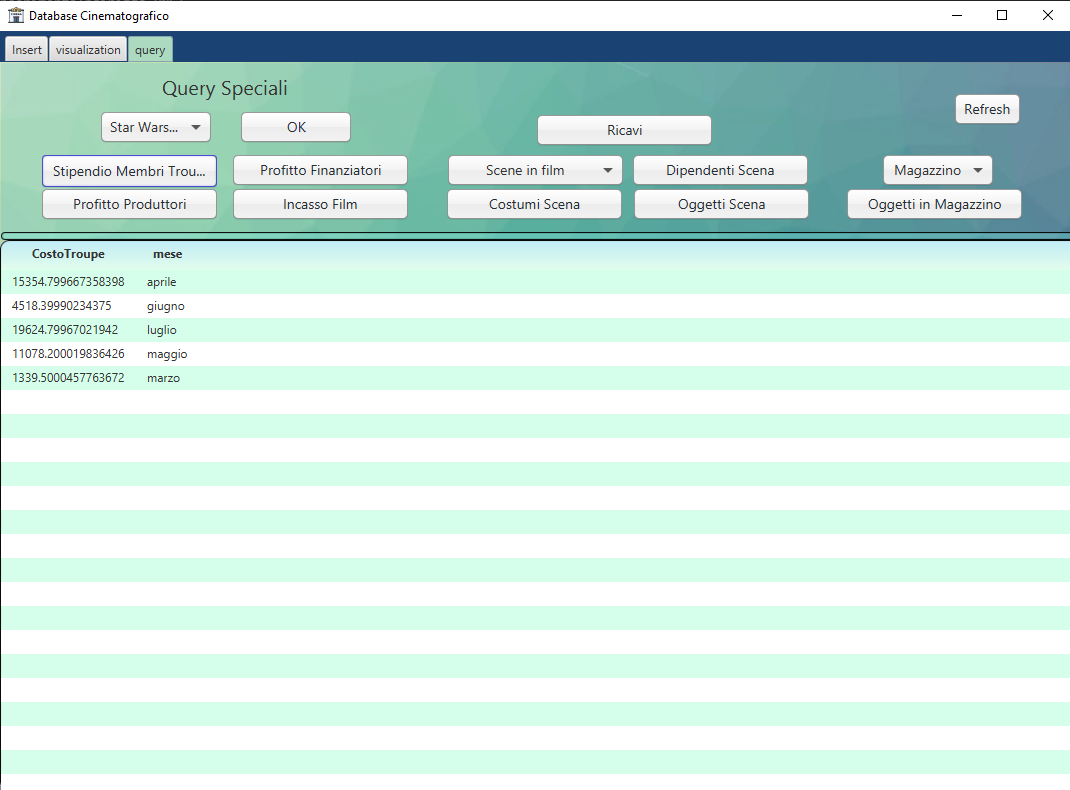 Database Cinematografico
Insert visualization query
Query Speciali
Refresh
Star Wars... OK
Ricavi
Stipendio Membri Trou... Profitto Finanziatori Scene in film Dipendenti Scena Magazzino
Profitto Produttori Incasso Film Costumi Scena Oggetti Scena Oggetti in Magazzino
CostoTroupe mese
15354.799667358398 aprile
4518.39990234375 giugno
19624.79967021942 luglio
11078.200019836426 maggio
1339.5000457763672 marzo